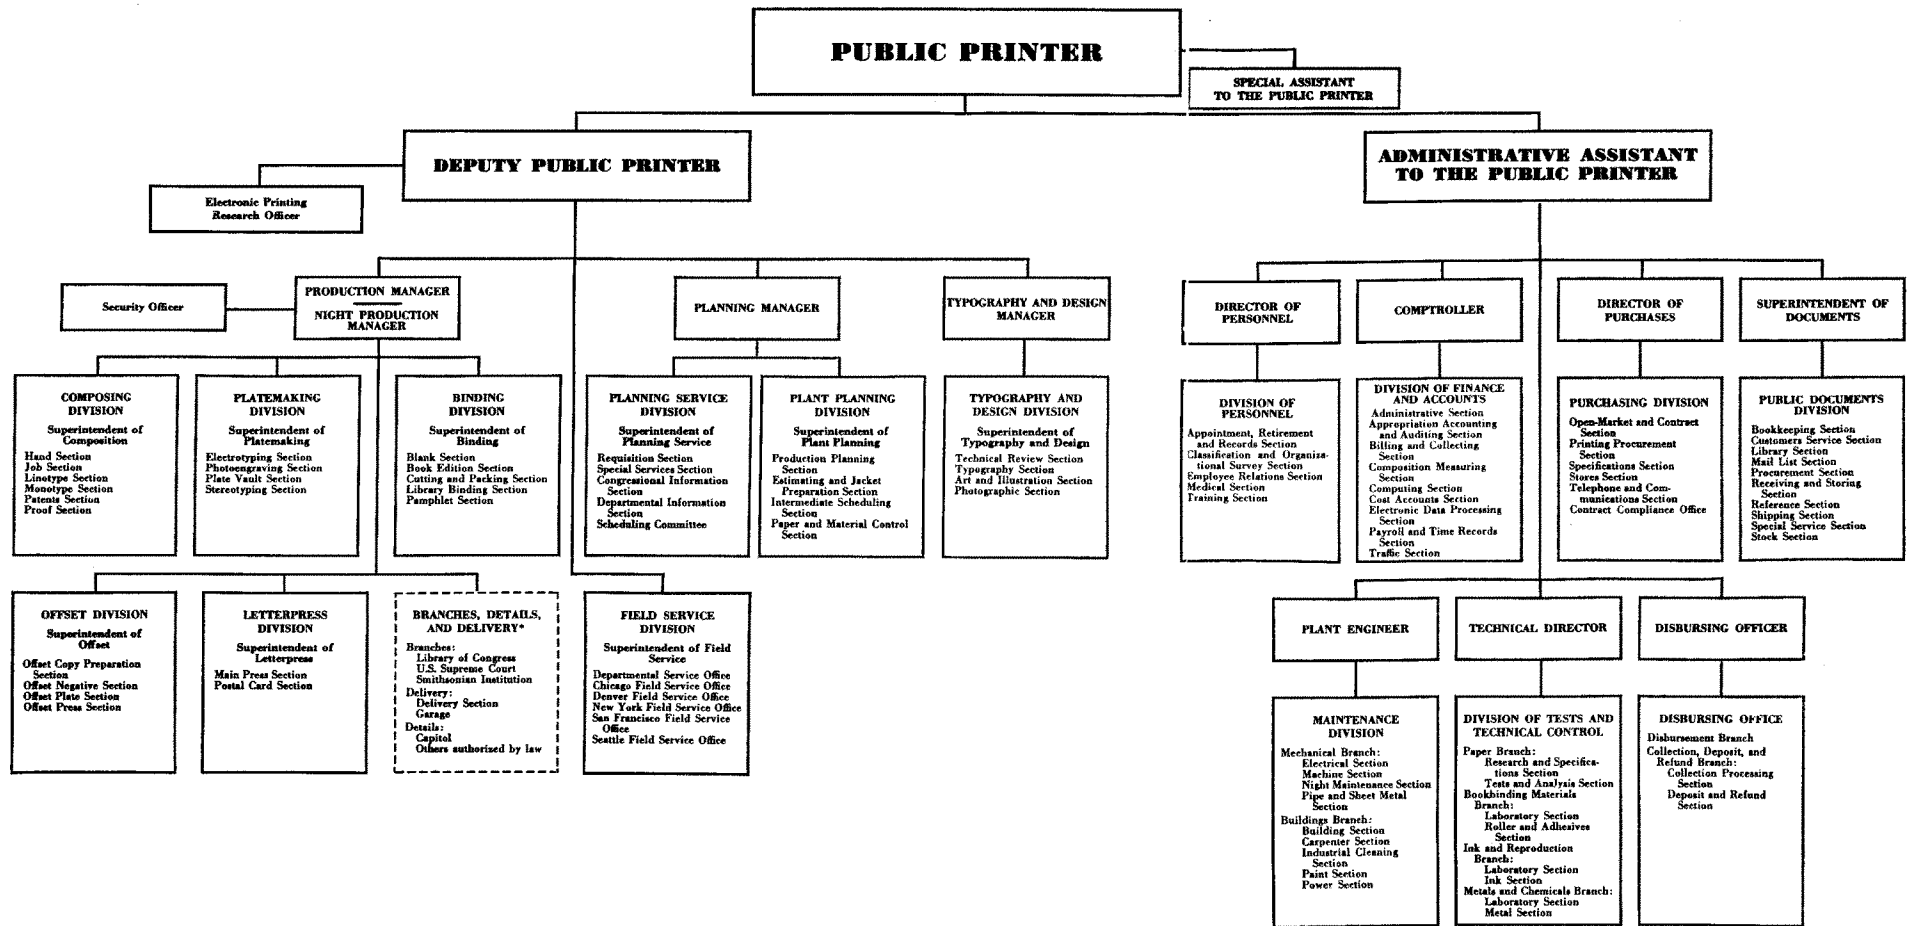 PUBLIC PRINTER
SPECIAL ASSISTANT
TO THE PUBLIC PRINTER
DEPUTY PUBLIC PRINTER
ADMINISTRATIVE ASSISTANT
TO THE PUBLIC PRINTER
Electronic Printing
Research Officer
Security Officer
PRODUCTION MANAGER
NIGHT PRODUCTION
MANAGER
PLANNING MANAGER
TYPOGRAPHY AND DESIGN
MANAGER
DIRECTOR OF
PERSONNEL
COMPTROLLER
DIRECTOR OF
PURCHASES
SUPERINTENDENT OF
DOCUMENTS
COMPOSING
DIVISION
Superintendent of
Composition
Hand Section
Job Section
Linotype Section
Monotype Section
Patents Section
Proof Section
PLATEMAKING
DIVISION
Superintendent of
Platemaking
Electrotyping Section
Photoengraving Section
Plate Vault Section
Stereotyping Section
BINDING
DIVISION
Superintendent of
Binding
Blank Section
Book Edition Section
Cutting and Packing Section
Library Binding Section
Pamphlet Section
PLANNING SERVICE
DIVISION
Superintendent of
Planning Service
Requisition Section
Special Services Section
Congressional Information
Section
Departmental Information
Section
Scheduling Committee
PLANT PLANNING
DIVISION
Superintendent of
Plant Planning
Production Planning
Section
Estimating and Jacket
Preparation Section
Intermediate Scheduling
Section
Paper and Material Control
Section
TYPOGRAPHY AND
DESIGN DIVISION
Superintendent of
Typography and Design
Technical Review Section
Typography Section
Art and Illustration Section
Photographic Section
DIVISION OF
PERSONNEL
Appointment, Retirement
and Records Section
Classification and Organiza-
tional Survey Section
Employee Relations Section
Medical Section
Training Section
DIVISION OF FINANCE
AND ACCOUNTS
Administrative Section
Appropriation Accounting
and Auditing Section
Billing and Collecting
Section
Composition Measuring
Section
Computing Section
Cost Accounts Section
Electronic Data Processing
Section
Payroll and Time Records
Section
Traffic Section
PURCHASING DIVISION
Open-Market and Contract
Section
Printing Procurement
Section
Specifications Section
Stores Section
Telephone and Com-
munications Section
Contract Compliance Office
PUBLIC DOCUMENTS
DIVISION
Bookkeeping Section
Customers Service Section
Library Section
Mail List Section
Procurement Section
Receiving and Storing
Section
Reference Section
Shipping Section
Special Service Section
Stock Section
OFFSET DIVISION
Superintendent of
Offset
Offset Copy Preparation
Section
Offset Negative Section
Offset Plate Section
Offset Press Section
LETTERPRESS
DIVISION
Superintendent of
Letterpress
Main Press Section
Postal Card Section
BRANCHES, DETAILS,
AND DELIVERY*
Branches:
Library of Congress
U.S. Supreme Court
Smithsonian Institution
Delivery:
Delivery Section
Garage
Details:
Capitol
Others authorized by law
FIELD SERVICE
DIVISION
Superintendent of Field
Service
Departmental Service Office
Chicago Field Service Office
Denver Field Service Office
New York Field Service Office
San Francisco Field Service
Office
Seattle Field Service Office
PLANT ENGINEER
TECHNICAL DIRECTOR
DISBURSING OFFICER
MAINTENANCE
DIVISION
Mechanical Branch:
Electrical Section
Machine Section
Night Maintenance Section
Pipe and Sheet Metal
Section
Buildings Branch:
Building Section
Carpenter Section
Industrial Cleaning
Section
Paint Section
Power Section
DIVISION OF TESTS AND
TECHNICAL CONTROL
Paper Branch:
Research and Specifica-
tions Section
Tests and Analysis Section
Bookbinding Materials
Branch:
Laboratory Section
Roller and Adhesives
Section
Ink and Reproduction
Branch:
Laboratory Section
Ink Section
Metals and Chemicals Branch:
Laboratory Section
Metal Section
DISBURSING OFFICE
Disbursement Branch
Collection, Deposit, and
Refund Branch:
Collection Processing
Section
Deposit and Refund
Section